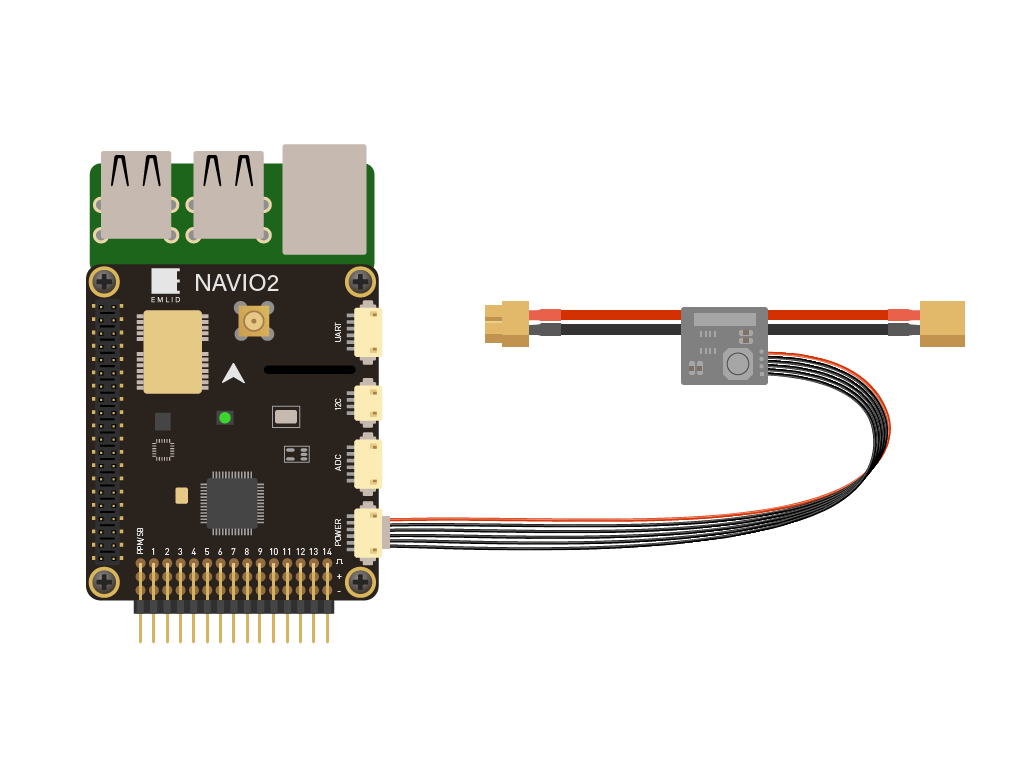 NAVIO2
EMLID
UART
I2C
ADC
POWER
PPM/SB 1 2 3 4 5 6 7 8 9 10 11 12 13 14
+
-